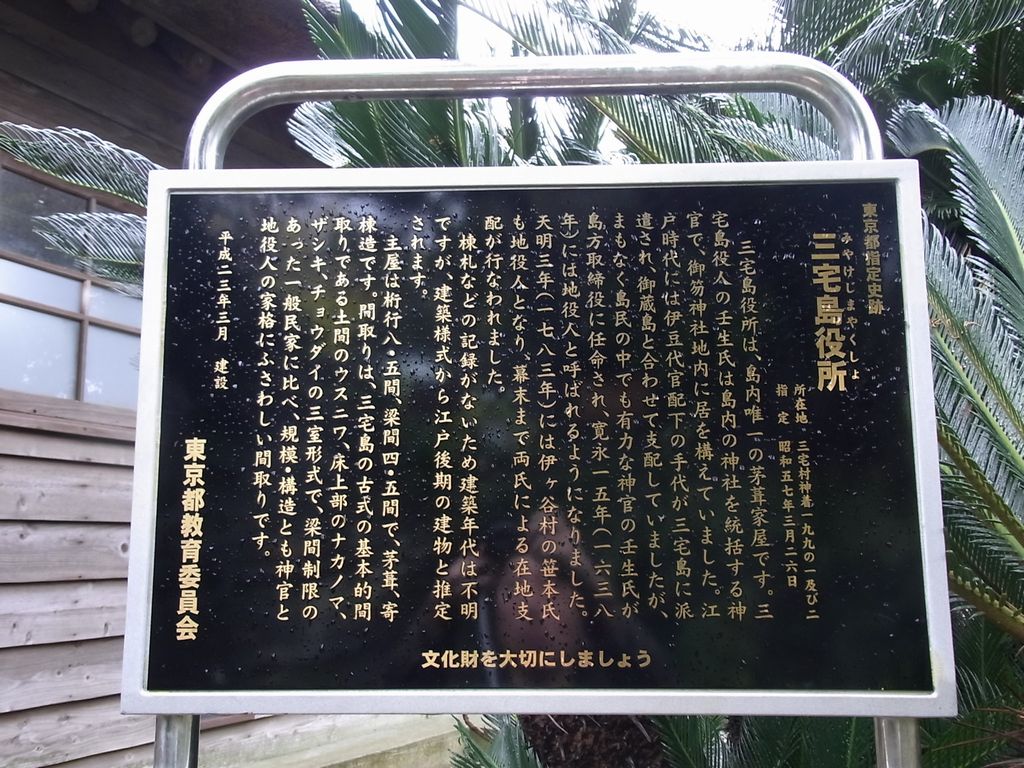 東京都指定史跡
みやけじまやくしょ
三宅島役所
所在地 三宅村神着一九九の一及び二
指定 昭和五七年三月二六日
三宅島役所は、島内唯一の茅葺家屋です。三
宅島役人の壬生氏は島内の神社を統括する神
官で、御笏神社地内に居を構えていました。江
戸時代には伊豆代官配下の手代が三宅島に派
遣され、御蔵島と合わせて支配していましたが、
まもなく島民の中でも有力な神官の壬生氏が
島方取締役に任命され、寛永一五年(一六三八
年)には地役人と呼ばれるようになりました。
天明三年(一七八三年)には伊ヶ谷村の笹本氏
も地役人となり、幕末まで両氏による在地支
配が行なわれました。
棟札などの記録がないため建築年代は不明
ですが、建築様式から江戸後期の建物と推定
されます。
主屋は桁行八・五間、梁間四・五間で、茅葺、寄
棟造です。間取りは、三宅島の古式の基本的間
取りである土間のウスニワ、床上部のナカノマ、
ザシキ、チョウダイの三室形式で、梁間制限の
あった一般民家に比べ、規模・構造とも神官と
地役人の家格にふさわしい間取りです。
平成二三年三月 建設
東京都教育委員会
文化財を大切にしましょう